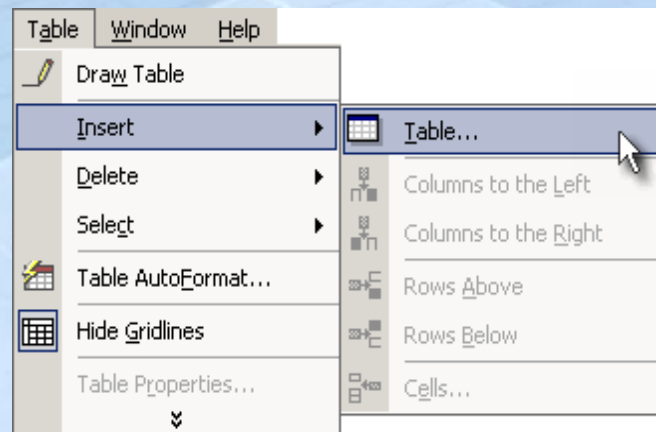 Table Window Help
Draw Table
Insert
Delete
Select
Table AutoFormat...
Hide Gridlines
Table Properties...
Table...
Columns to the Left
Columns to the Right
Rows Above
Rows Below
Cells...